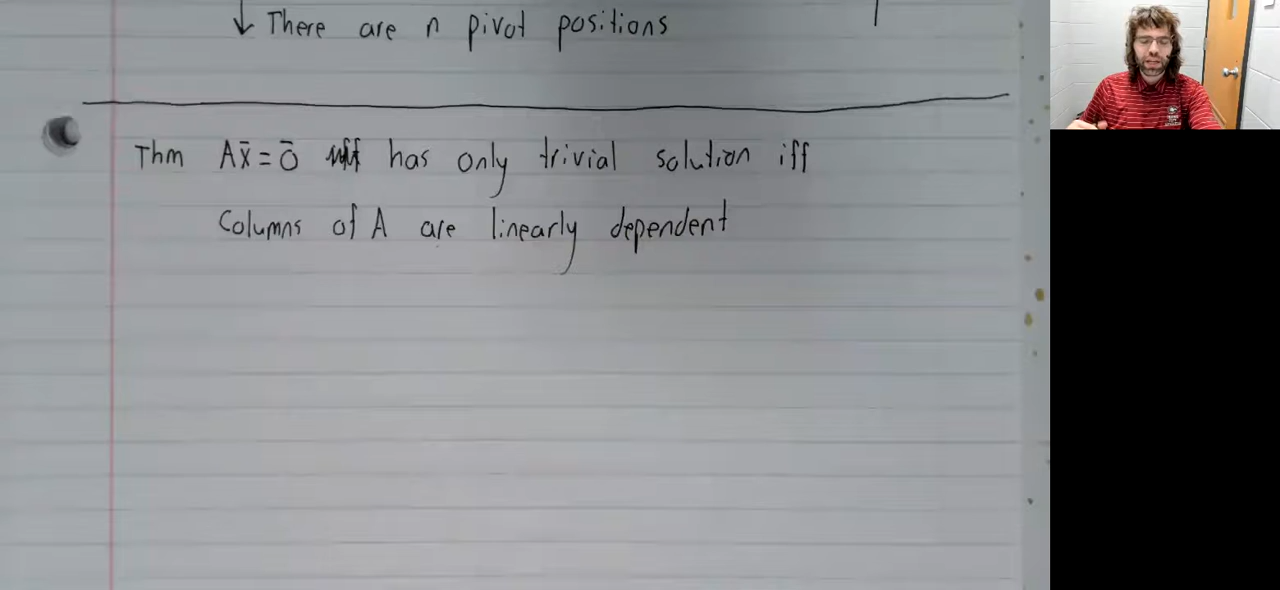 ↓ There are n pivot positions
Thm Ax̄ = 0̄ has only trivial solution iff
Columns of A are linearly dependent